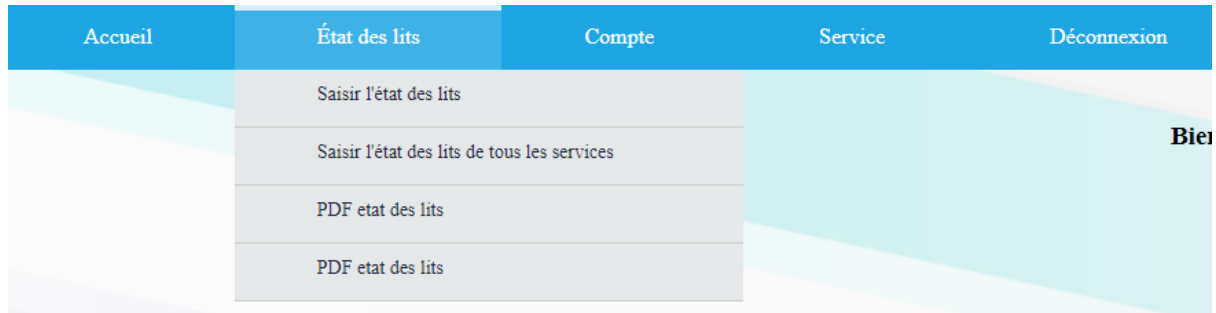 Accueil État des lits Compte Service Déconnexion
Saisir l'état des lits
Saisir l'état des lits de tous les services
Bien
PDF etat des lits
PDF etat des lits